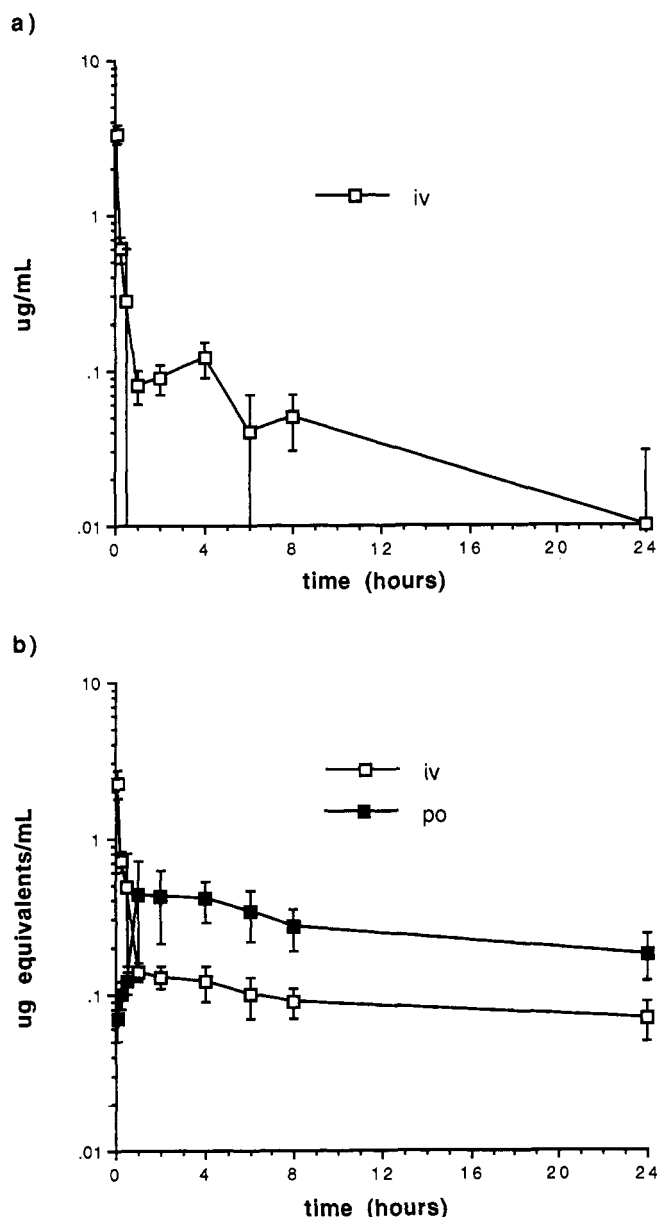 a)
10
1
.1
.01
ug/mL
iv
0 4 8 12 16 20 24
time (hours)
b)
10
1
.1
.01
ug equivalents/mL
iv
po
0 4 8 12 16 20 24
time (hours)